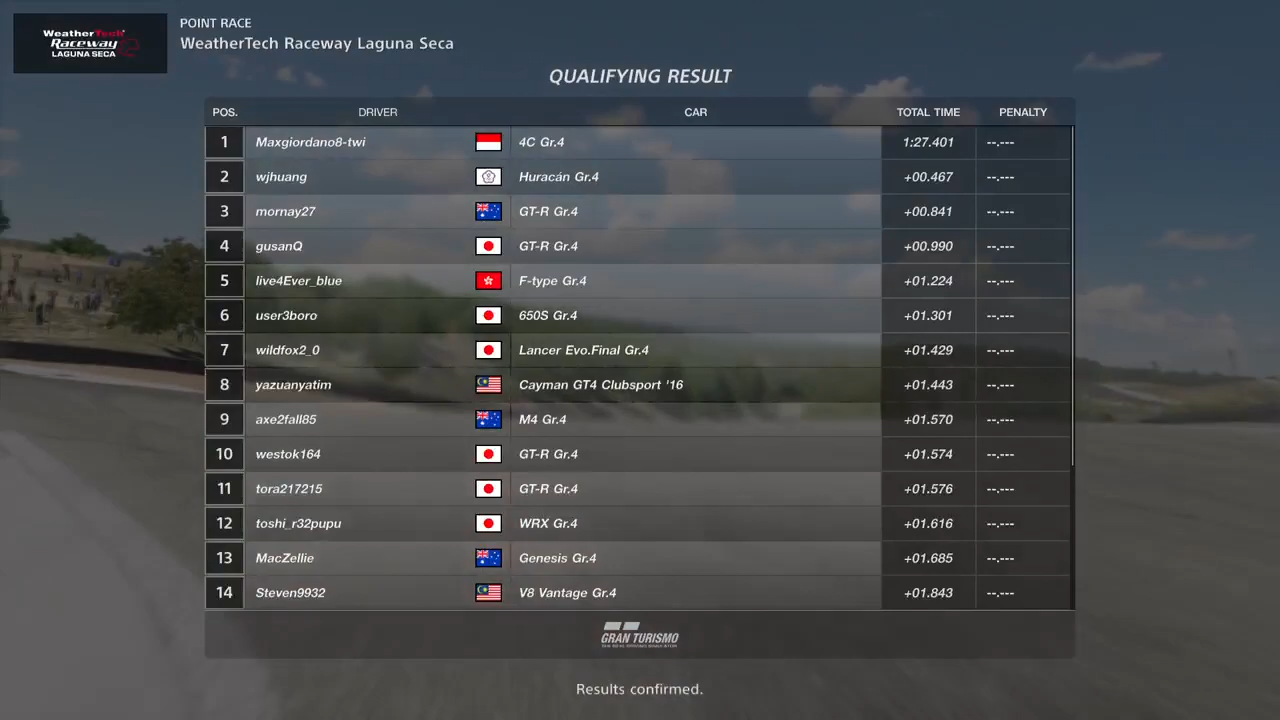 WeatherTech
Raceway
LAGUNA SECA
POINT RACE
WeatherTech Raceway Laguna Seca
QUALIFYING RESULT
POS. DRIVER CAR TOTAL TIME PENALTY
1 Maxgiordano8-twi 4C Gr.4 1:27.401 --.---
2 wjhuang Huracán Gr.4 +00.467 --.---
3 mornay27 GT-R Gr.4 +00.841 --.---
4 gusanQ GT-R Gr.4 +00.990 --.---
5 live4Ever_blue F-type Gr.4 +01.224 --.---
6 user3boro 650S Gr.4 +01.301 --.---
7 wildfox2_0 Lancer Evo.Final Gr.4 +01.429 --.---
8 yazuanyatim Cayman GT4 Clubsport '16 +01.443 --.---
9 axe2fall85 M4 Gr.4 +01.570 --.---
10 westok164 GT-R Gr.4 +01.574 --.---
11 tora217215 GT-R Gr.4 +01.576 --.---
12 toshi_r32pupu WRX Gr.4 +01.616 --.---
13 MacZellie Genesis Gr.4 +01.685 --.---
14 Steven9932 V8 Vantage Gr.4 +01.843 --.---
GRAN TURISMO
THE REAL DRIVING SIMULATOR
Results confirmed.